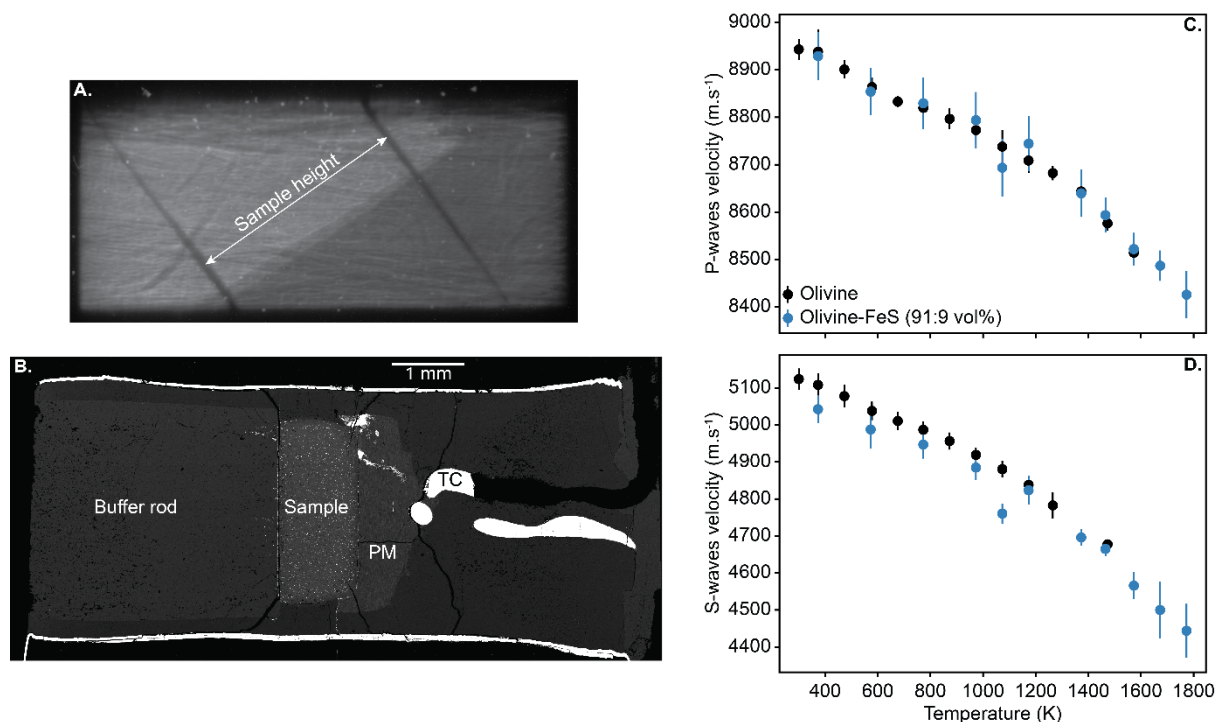 A.
Sample height
B.
1 mm
Buffer rod
Sample
TC
PM
C.
P-waves velocity (m.s⁻¹)
9000
8900
8800
8700
8600
8500
8400
Olivine
Olivine-FeS (91:9 vol%)
D.
S-waves velocity (m.s⁻¹)
5100
5000
4900
4800
4700
4600
4500
4400
400 600 800 1000 1200 1400 1600 1800
Temperature (K)